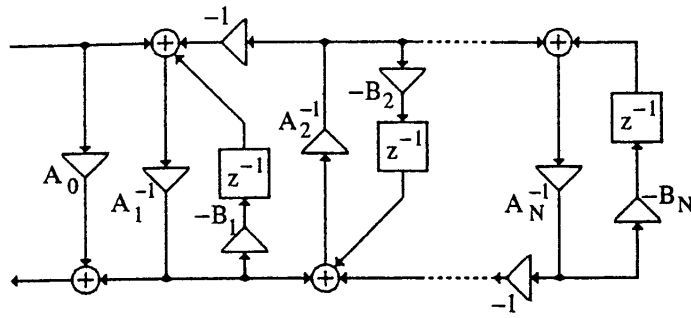 -1
-B₂
A₂⁻¹
z⁻¹
z⁻¹
z⁻¹
A₀
A₁⁻¹
-B₁
A_N⁻¹
-B_N
-1